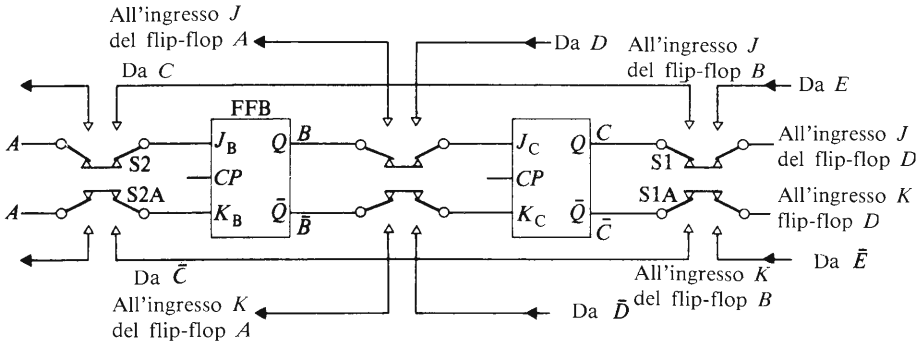 All'ingresso J
del flip-flop A
Da D
All'ingresso J
del flip-flop B
Da C
Da E
FFB
A
S2
J_B
Q
B
J_C
Q
C
S1
All'ingresso J
del flip-flop D
CP
CP
S2A
S1A
All'ingresso K
flip-flop D
A
K_B
Q̄
B̄
K_C
Q̄
C̄
Da C̄
All'ingresso K
del flip-flop B
Da Ē
All'ingresso K
del flip-flop A
Da D̄